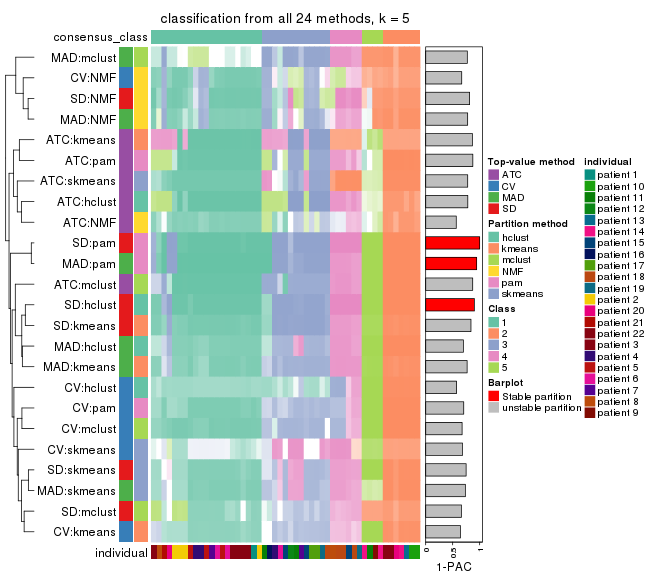 classification from all 24 methods, k = 5
consensus_class
MAD:mclust
CV:NMF
SD:NMF
MAD:NMF
ATC:kmeans
ATC:pam
ATC:skmeans
ATC:hclust
ATC:NMF
SD:pam
MAD:pam
ATC:mclust
SD:hclust
SD:kmeans
MAD:hclust
MAD:kmeans
CV:hclust
CV:pam
CV:mclust
CV:skmeans
SD:skmeans
MAD:skmeans
SD:mclust
CV:kmeans
individual
0
0.5
1
1-PAC
Top-value method
ATC
CV
MAD
SD
Partition method
hclust
kmeans
mclust
NMF
pam
skmeans
Class
1
2
3
4
5
Barplot
Stable partition
unstable partition
individual
patient 1
patient 10
patient 11
patient 12
patient 13
patient 14
patient 15
patient 16
patient 17
patient 18
patient 19
patient 2
patient 20
patient 21
patient 22
patient 3
patient 4
patient 5
patient 6
patient 7
patient 8
patient 9